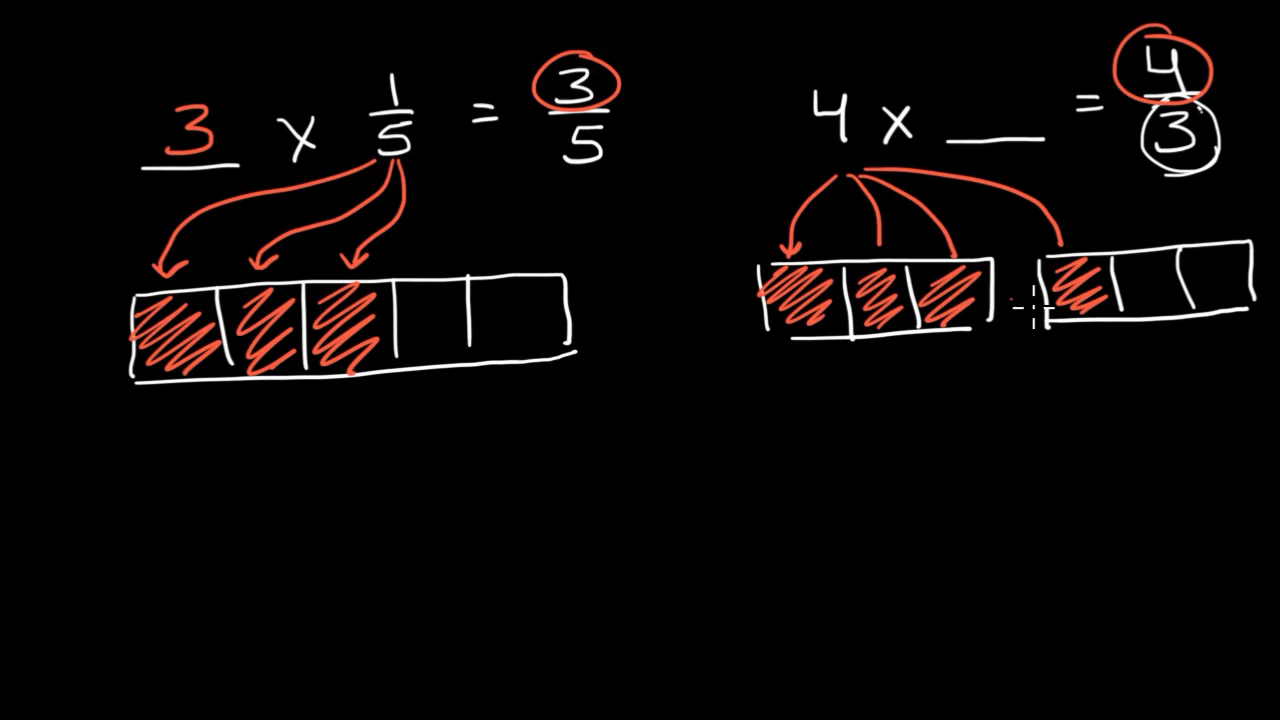 3 x 1/5 = 3/5
4 x ___ = 4/3